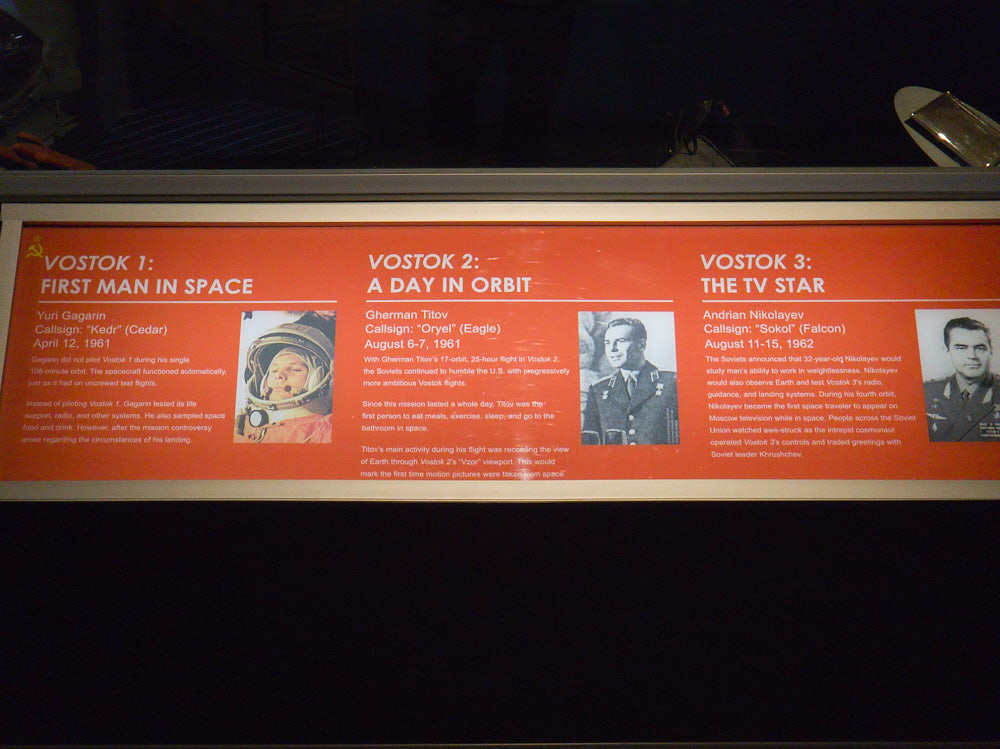 VOSTOK 1:
FIRST MAN IN SPACE
Yuri Gagarin
Callsign: “Kedr” (Cedar)
April 12, 1961
Gagarin did not pilot Vostok 1 during his single
108-minute orbit. The spacecraft functioned automatically,
just as it had on uncrewed test flights.
Instead of piloting Vostok 1, Gagarin tested its life
support, radio, and other systems. He also sampled space
food and drink. However, after the mission controversy
arose regarding the circumstances of his landing.
VOSTOK 2:
A DAY IN ORBIT
Gherman Titov
Callsign: “Oryel” (Eagle)
August 6-7, 1961
With Gherman Titov's 17-orbit, 25-hour flight in Vostok 2,
the Soviets continued to humble the U.S. with progressively
more ambitious Vostok flights.
Since this mission lasted a whole day, Titov was the
first person to eat meals, exercise, sleep, and go to the
bathroom in space.
Titov's main activity during his flight was recording the view
of Earth through Vostok 2's “Vzor” viewport. This would
mark the first time motion pictures were taken from space.
VOSTOK 3:
THE TV STAR
Andrian Nikolayev
Callsign: “Sokol” (Falcon)
August 11-15, 1962
The Soviets announced that 32-year-old Nikolayev would
study man's ability to work in weightlessness. Nikolayev
would also observe Earth and test Vostok 3's radio,
guidance, and landing systems. During his fourth orbit,
Nikolayev became the first space traveler to appear on
Moscow television while in space. People across the Soviet
Union watched awe-struck as the intrepid cosmonaut
operated Vostok 3's controls and traded greetings with
Soviet leader Khrushchev.